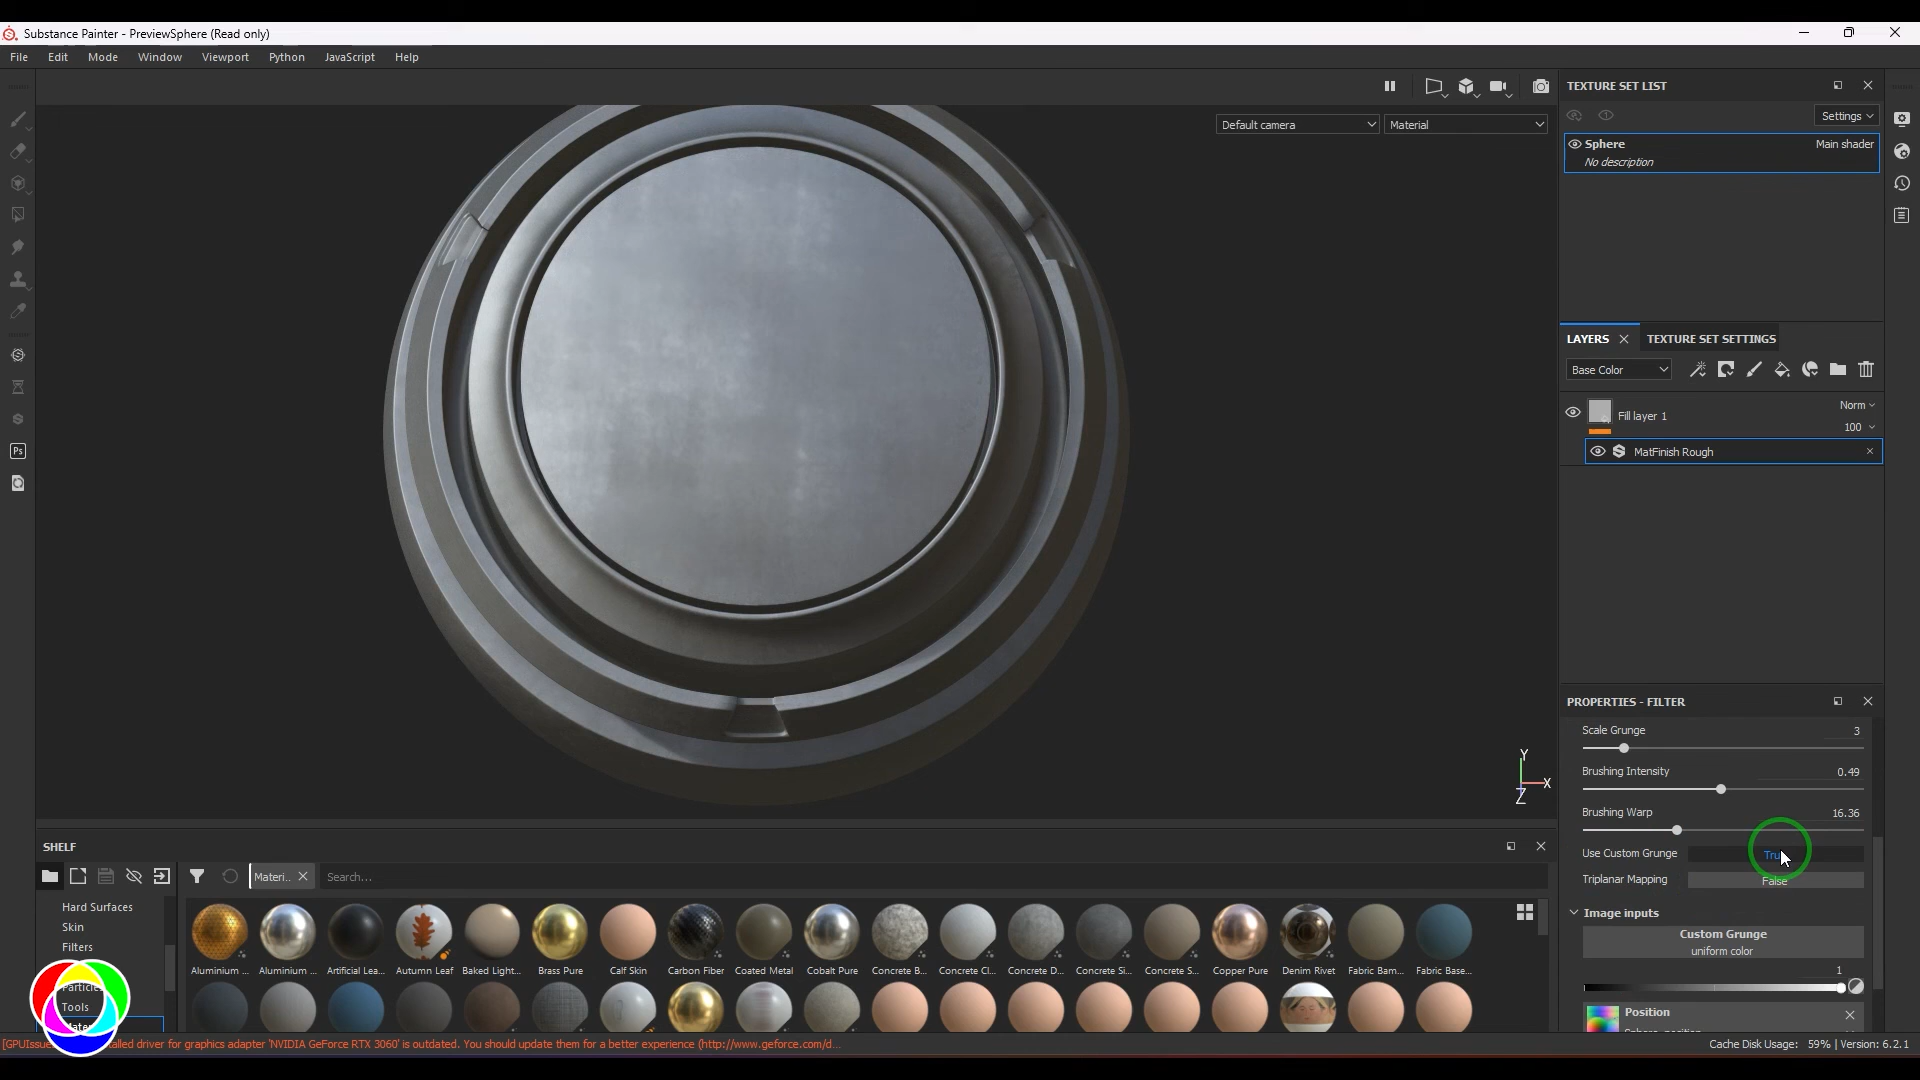 Substance Painter - PreviewSphere (Read only)
File Edit Mode Window Viewport Python JavaScript Help
Default camera
Material
TEXTURE SET LIST
Settings
Sphere
Main shader
No description
LAYERS
TEXTURE SET SETTINGS
Base Color
Fill layer 1
Norm
100
MatFinish Rough
Ps
PROPERTIES - FILTER
Scale Grunge 3
Brushing Intensity 0.49
Brushing Warp 16.36
Use Custom Grunge
Triplanar Mapping False
Image inputs
Custom Grunge
uniform color
1
Position
Y
X
Z
SHELF
Materi..
Search...
Hard Surfaces
Skin
Filters
Tools
Aluminium ... Aluminium ... Artificial Lea... Autumn Leaf Baked Light... Brass Pure Calf Skin Carbon Fiber Coated Metal Cobalt Pure Concrete B... Concrete Cl... Concrete D... Concrete Si... Concrete S... Copper Pure Denim Rivet Fabric Bam... Fabric Base...
driver for graphics adapter 'NVIDIA GeForce RTX 3060' is outdated. You should update them for a better experience (http://www.geforce.com/d...
Cache Disk Usage: 59% | Version: 6.2.1